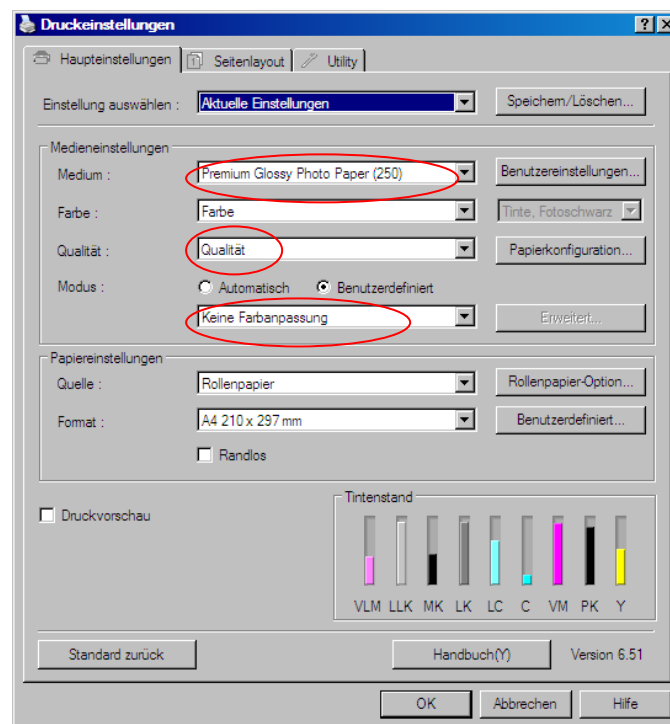 Druckeinstellungen
Haupteinstellungen Seitenlayout Utility
Einstellung auswählen : Aktuelle Einstellungen Speichern/Löschen...
Medieneinstellungen
Medium : Premium Glossy Photo Paper (250) Benutzereinstellungen...
Farbe : Farbe Tinte, Fotoschwarz
Qualität : Qualität Papierkonfiguration...
Modus : Automatisch Benutzerdefiniert
Keine Farbanpassung Erweitert...
Papiereinstellungen
Quelle : Rollenpapier Rollenpapier-Option...
Format : A4 210 x 297 mm Benutzerdefiniert...
Randlos
Druckvorschau
Tintenstand
VLM LLK MK LK LC C VM PK Y
Standard zurück Handbuch(Y) Version 6.51
OK Abbrechen Hilfe